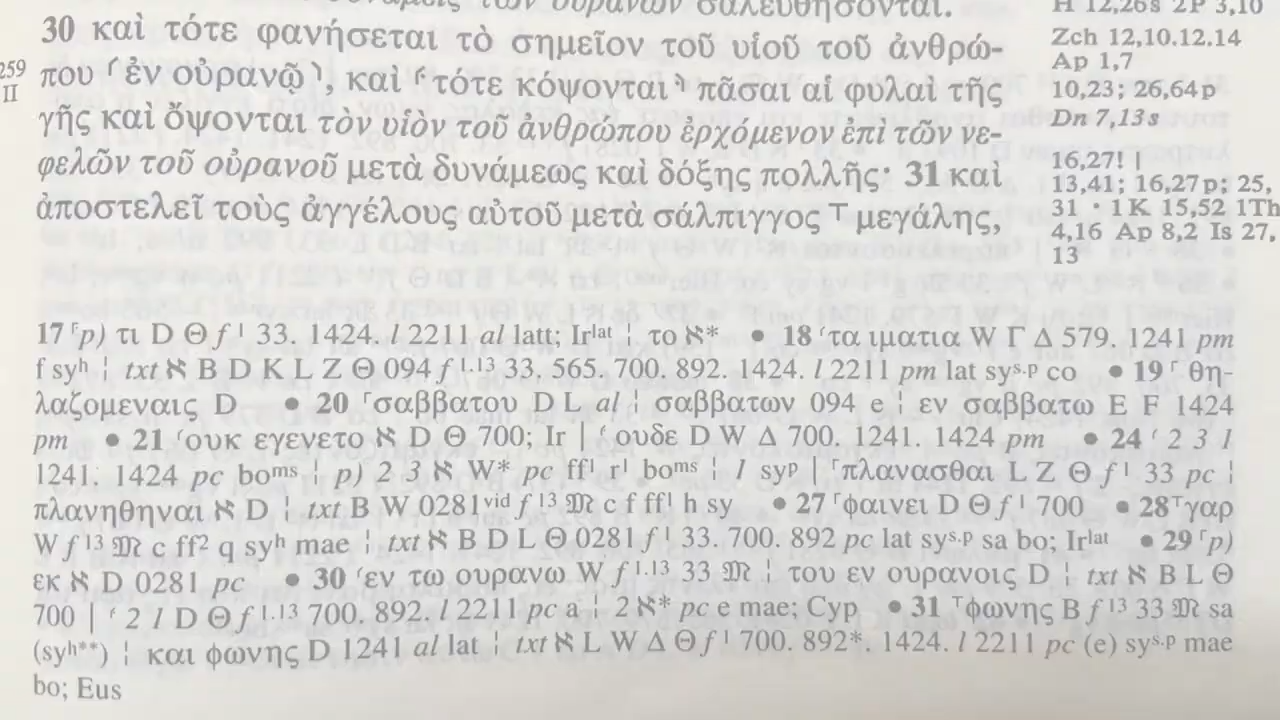 σαλευθήσονται.
30 καὶ τότε φανήσεται τὸ σημεῖον τοῦ υἱοῦ τοῦ ἀνθρώ-
που ⸂ἐν οὐρανῷ⸃, καὶ ⸂τότε κόψονται⸃ πᾶσαι αἱ φυλαὶ τῆς
γῆς καὶ ὄψονται τὸν υἱὸν τοῦ ἀνθρώπου ἐρχόμενον ἐπὶ τῶν νε-
φελῶν τοῦ οὐρανοῦ μετὰ δυνάμεως καὶ δόξης πολλῆς· 31 καὶ
ἀποστελεῖ τοὺς ἀγγέλους αὐτοῦ μετὰ σάλπιγγος ⸆ μεγάλης,
259
II
H 12,26s 2P 3,10
Zch 12,10.12.14
Ap 1,7
10,23; 26,64p
Dn 7,13s
16,27! |
13,41; 16,27p; 25,
31 · 1K 15,52 1Th
4,16 Ap 8,2 Is 27,
13
17 ⸀p) τι D Θ f¹ 33. 1424. l 2211 al latt; Irˡᵃᵗ ¦ το ℵ* • 18 ⸂τα ιματια W Γ Δ 579. 1241 pm
f syʰ ¦ txt ℵ B D K L Z Θ 094 f¹·¹³ 33. 565. 700. 892. 1424. l 2211 pm lat syˢ·ᵖ co • 19 ⸀θη-
λαζομεναις D • 20 ⸀σαββατου D L al ¦ σαββατων 094 e ¦ εν σαββατω E F 1424
pm • 21 ⸂ουκ εγενετο ℵ D Θ 700; Ir | ⸂ουδε D W Δ 700. 1241. 1424 pm • 24 ⸂2 3 1
1241. 1424 pc boᵐˢ ¦ p) 2 3 ℵ W* pc ff¹ r¹ boᵐˢ ¦ 1 syᵖ | ⸀πλανασθαι L Z Θ f¹ 33 pc ¦
πλανηθηναι ℵ D ¦ txt B W 0281ᵛⁱᵈ f¹³ 𝔐 c f ff¹ h sy • 27 ⸀φαινει D Θ f¹ 700 • 28 ⸆γαρ
W f¹³ 𝔐 c ff² q syʰ mae ¦ txt ℵ B D L Θ 0281 f¹ 33. 700. 892 pc lat syˢ·ᵖ sa bo; Irˡᵃᵗ • 29 ⸀p)
εκ ℵ D 0281 pc • 30 ⸂εν τω ουρανω W f¹·¹³ 33 𝔐 ¦ του εν ουρανοις D ¦ txt ℵ B L Θ
700 | ⸂2 1 D Θ f¹·¹³ 700. 892. l 2211 pc a ¦ 2 ℵ* pc e mae; Cyp • 31 ⸆φωνης B f¹³ 33 𝔐 sa
(syʰ**) ¦ και φωνης D 1241 al lat ¦ txt ℵ L W Δ Θ f¹ 700. 892*. 1424. l 2211 pc (e) syˢ·ᵖ mae
bo; Eus